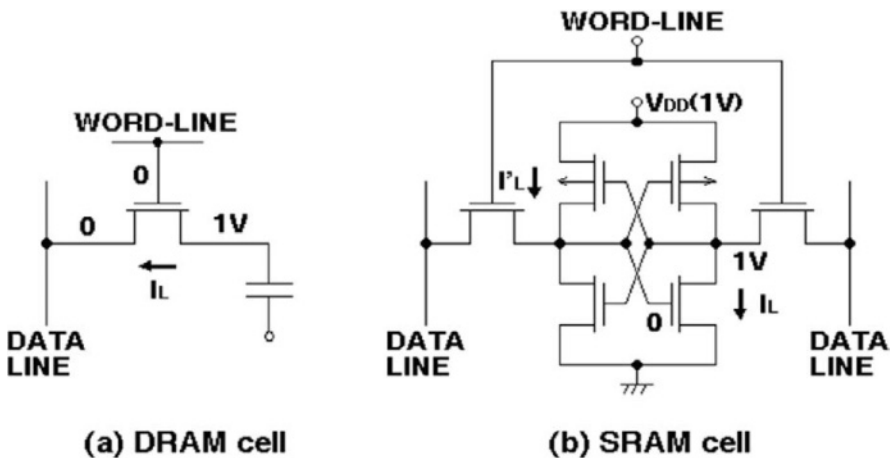 WORD-LINE
0
0
1V
IL
DATA
LINE
(a) DRAM cell
WORD-LINE
VDD(1V)
I'L
1V
0
IL
DATA
LINE
DATA
LINE
(b) SRAM cell